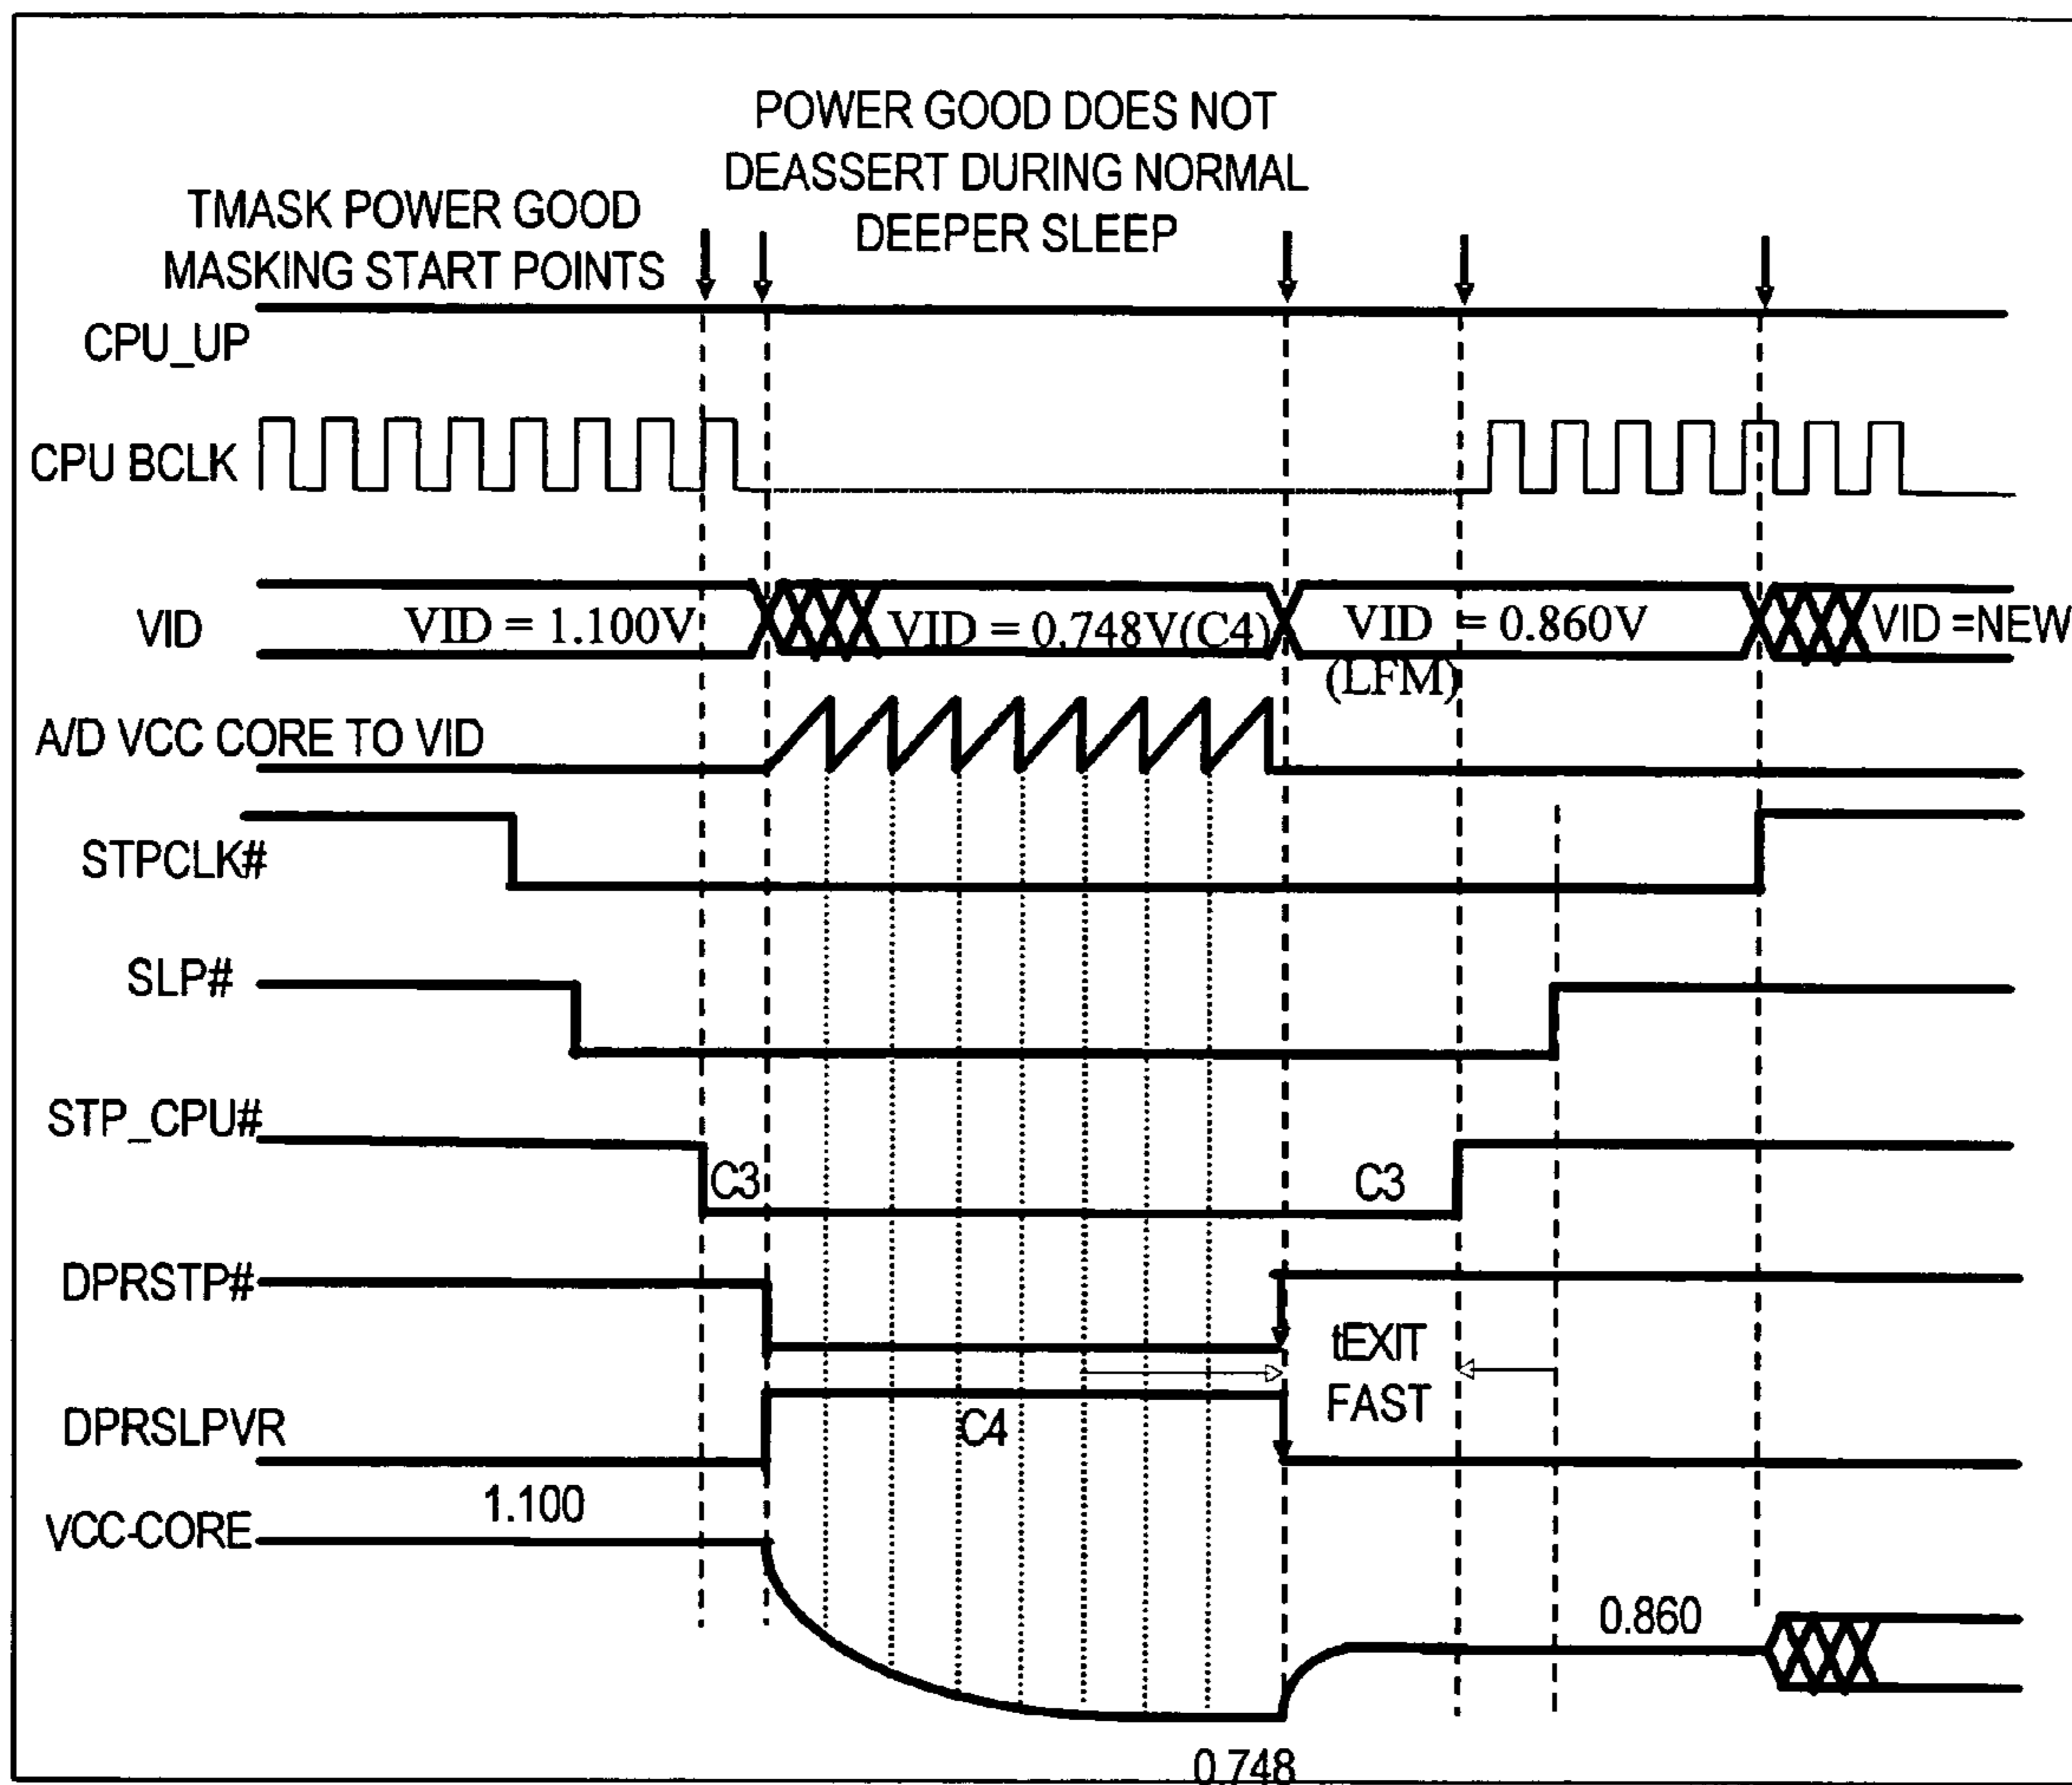 POWER GOOD DOES NOT
DEASSERT DURING NORMAL
DEEPER SLEEP
TMASK POWER GOOD
MASKING START POINTS
CPU_UP
CPU BCLK
VID
VID = 1.100V
VID = 0.748V(C4)
VID = 0.860V
(LFM)
VID =NEW
A/D VCC CORE TO VID
STPCLK#
SLP#
STP_CPU#
C3
C3
DPRSTP#
tEXIT
FAST
DPRSLPVR
C4
1.100
VCC-CORE
0.860
0.748